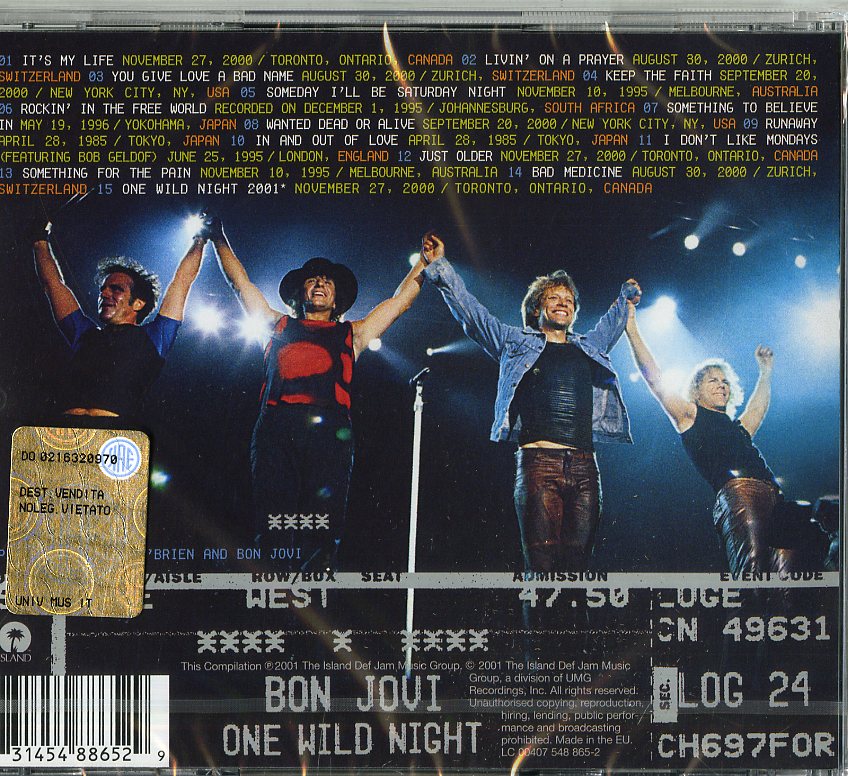 01 IT'S MY LIFE NOVEMBER 27, 2000/TORONTO, ONTARIO, CANADA 02 LIVIN' ON A PRAYER AUGUST 30, 2000/ZURICH,
SWITZERLAND 03 YOU GIVE LOVE A BAD NAME AUGUST 30, 2000/ZURICH, SWITZERLAND 04 KEEP THE FAITH SEPTEMBER 20,
2000/NEW YORK CITY, NY, USA 05 SOMEDAY I'LL BE SATURDAY NIGHT NOVEMBER 10, 1995/MELBOURNE, AUSTRALIA
06 ROCKIN' IN THE FREE WORLD RECORDED ON DECEMBER 1, 1995/JOHANNESBURG, SOUTH AFRICA 07 SOMETHING TO BELIEVE
IN MAY 19, 1996/YOKOHAMA, JAPAN 08 WANTED DEAD OR ALIVE SEPTEMBER 20, 2000/NEW YORK CITY, NY, USA 09 RUNAWAY
APRIL 28, 1985/TOKYO, JAPAN 10 IN AND OUT OF LOVE APRIL 28, 1985/TOKYO, JAPAN 11 I DON'T LIKE MONDAYS
(FEATURING BOB GELDOF) JUNE 25, 1995/LONDON, ENGLAND 12 JUST OLDER NOVEMBER 27, 2000/TORONTO, ONTARIO, CANADA
13 SOMETHING FOR THE PAIN NOVEMBER 10, 1995/MELBOURNE, AUSTRALIA 14 BAD MEDICINE AUGUST 30, 2000/ZURICH,
SWITZERLAND 15 ONE WILD NIGHT 2001* NOVEMBER 27, 2000/TORONTO, ONTARIO, CANADA
DO 0216320970
DEST.VENDITA
NOLEG.VIETATO
UNIV MUS IT
****
'BRIEN AND BON JOVI
/AISLE ROW/BOX SEAT ADMISSION EVENT CODE
WEST 47.50 LOGE
**** * **** CN 49631
ISLAND
This Compilation ℗2001 The Island Def Jam Music Group, © 2001 The Island Def Jam Music
Group, a division of UMG
Recordings, Inc. All rights reserved.
Unauthorised copying, reproduction,
hiring, lending, public perfor-
mance and broadcasting
prohibited. Made in the EU.
LC 00407 548 865-2
BON JOVI
ONE WILD NIGHT
SEC. LOG 24
CH697FOR
31454 88652 9